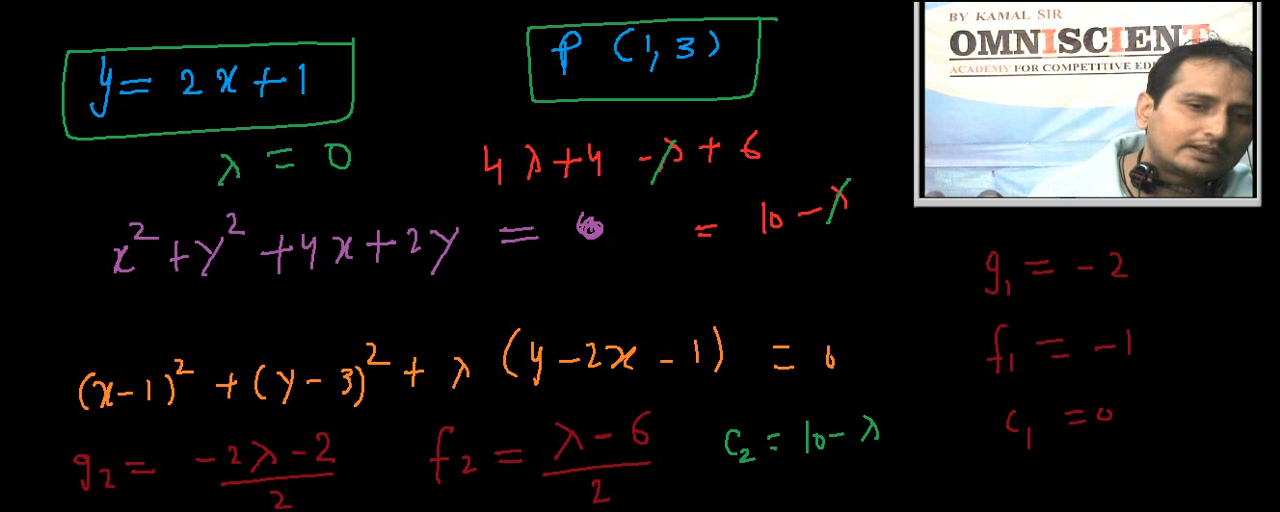 y = 2x + 1
P (1, 3)
BY KAMAL SIR
OMNISCIENT
ACADEMY FOR COMPETITIVE
λ = 0
4λ + 4 - λ + 6
x² + y² + 4x + 2y =
= 10 - λ
g₁ = -2
f₁ = -1
c₁ = 0
(x-1)² + (y-3)² + λ (y-2x-1) = 0
g₂ = (-2λ-2)/2
f₂ = (λ-6)/2
c₂ = 10 - λ